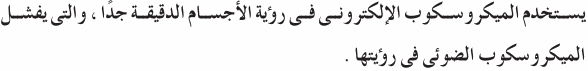 يستخدم الميكروسكوب الإلكترونى فى رؤية الأجسام الدقيقة جدًا ، والتى يفشل
الميكروسكوب الضوئى فى رؤيتها .